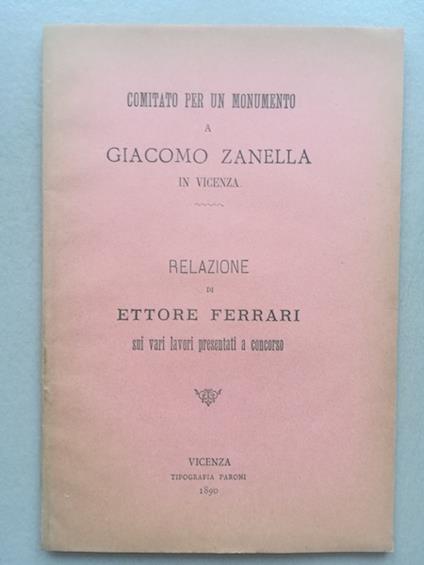 COMITATO PER UN MONUMENTO
A
GIACOMO ZANELLA
IN VICENZA.
RELAZIONE
DI
ETTORE FERRARI
sui vari lavori presentati a concorso
VICENZA
TIPOGRAFIA PARONI
1890